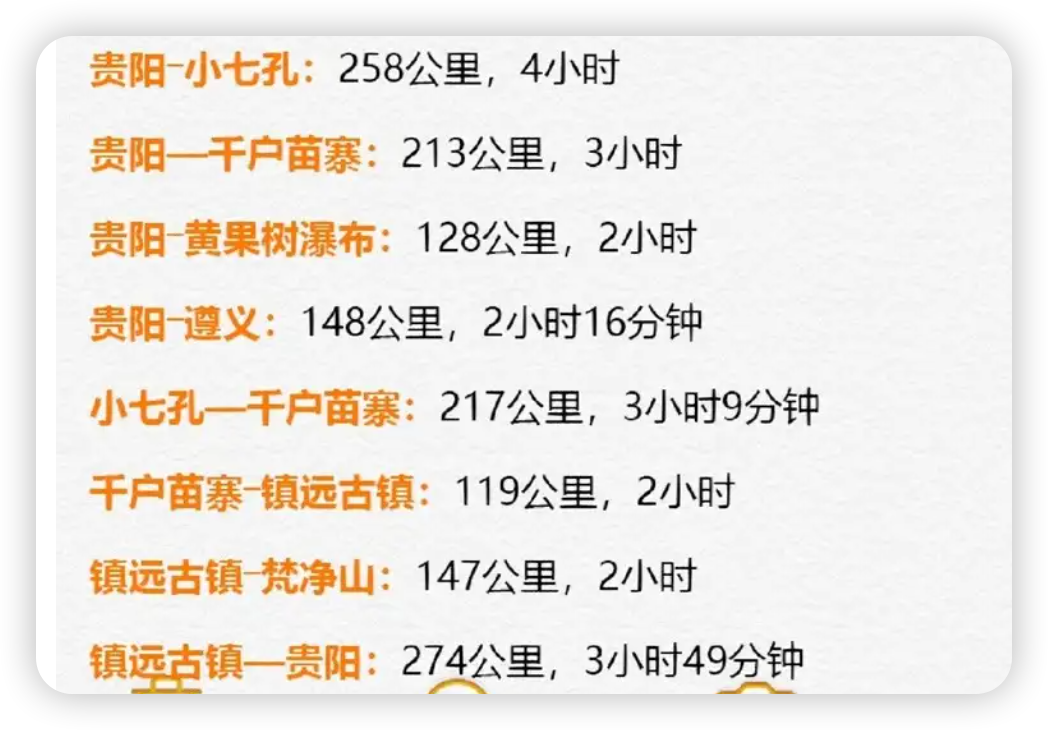 贵阳-小七孔：258公里，4小时
贵阳—千户苗寨：213公里，3小时
贵阳-黄果树瀑布：128公里，2小时
贵阳-遵义：148公里，2小时16分钟
小七孔—千户苗寨：217公里，3小时9分钟
千户苗寨-镇远古镇：119公里，2小时
镇远古镇-梵净山：147公里，2小时
镇远古镇—贵阳：274公里，3小时49分钟